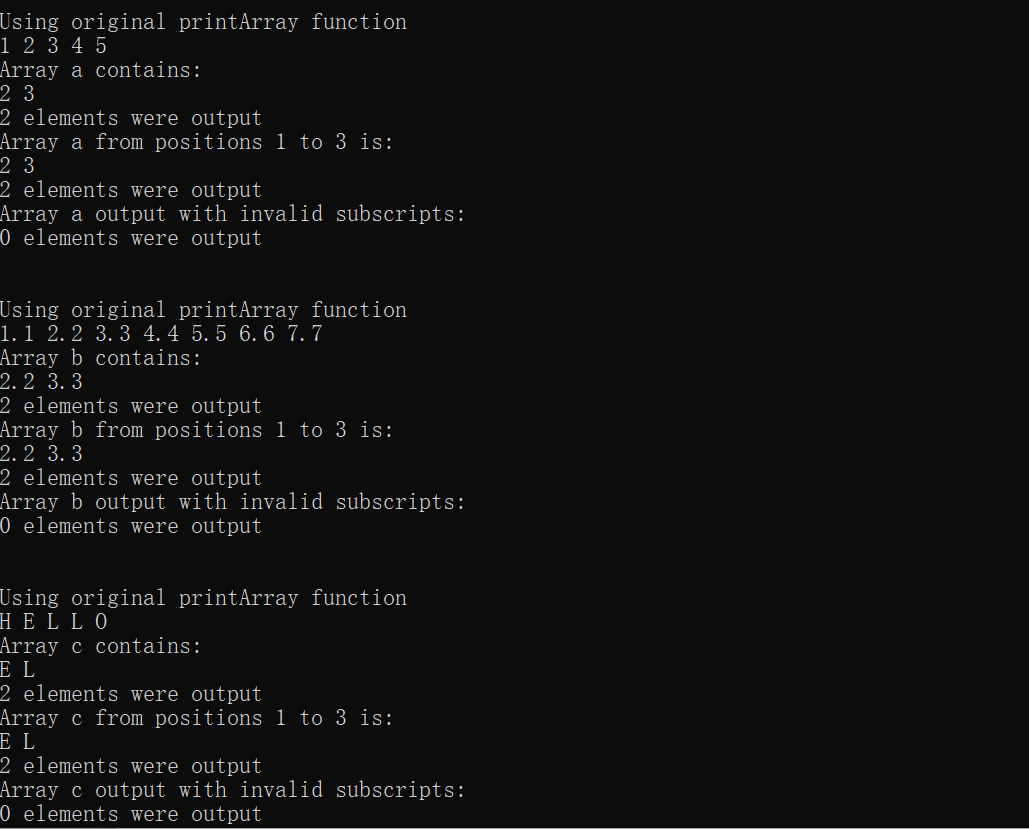 Using original printArray function
1 2 3 4 5
Array a contains:
2 3
2 elements were output
Array a from positions 1 to 3 is:
2 3
2 elements were output
Array a output with invalid subscripts:
0 elements were output
Using original printArray function
1.1 2.2 3.3 4.4 5.5 6.6 7.7
Array b contains:
2.2 3.3
2 elements were output
Array b from positions 1 to 3 is:
2.2 3.3
2 elements were output
Array b output with invalid subscripts:
0 elements were output
Using original printArray function
H E L L O
Array c contains:
E L
2 elements were output
Array c from positions 1 to 3 is:
E L
2 elements were output
Array c output with invalid subscripts:
0 elements were output